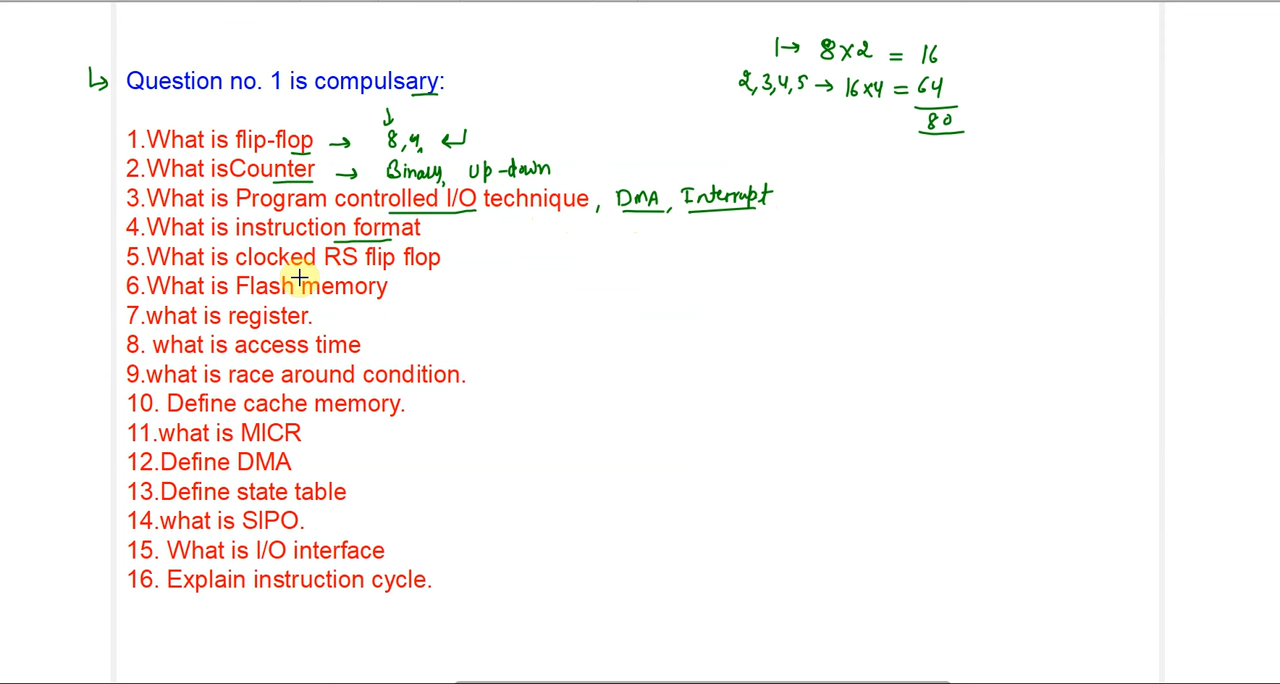 1→ 8×2 = 16
2,3,4,5 → 16×4 = 64
80
↳ Question no. 1 is compulsary:
1.What is flip-flop → 8,4
2.What isCounter → Binary, Up-down
3.What is Program controlled I/O technique, DMA, Interrupt
4.What is instruction format
5.What is clocked RS flip flop
6.What is Flash memory
7.what is register.
8. what is access time
9.what is race around condition.
10. Define cache memory.
11.what is MICR
12.Define DMA
13.Define state table
14.what is SIPO.
15. What is I/O interface
16. Explain instruction cycle.